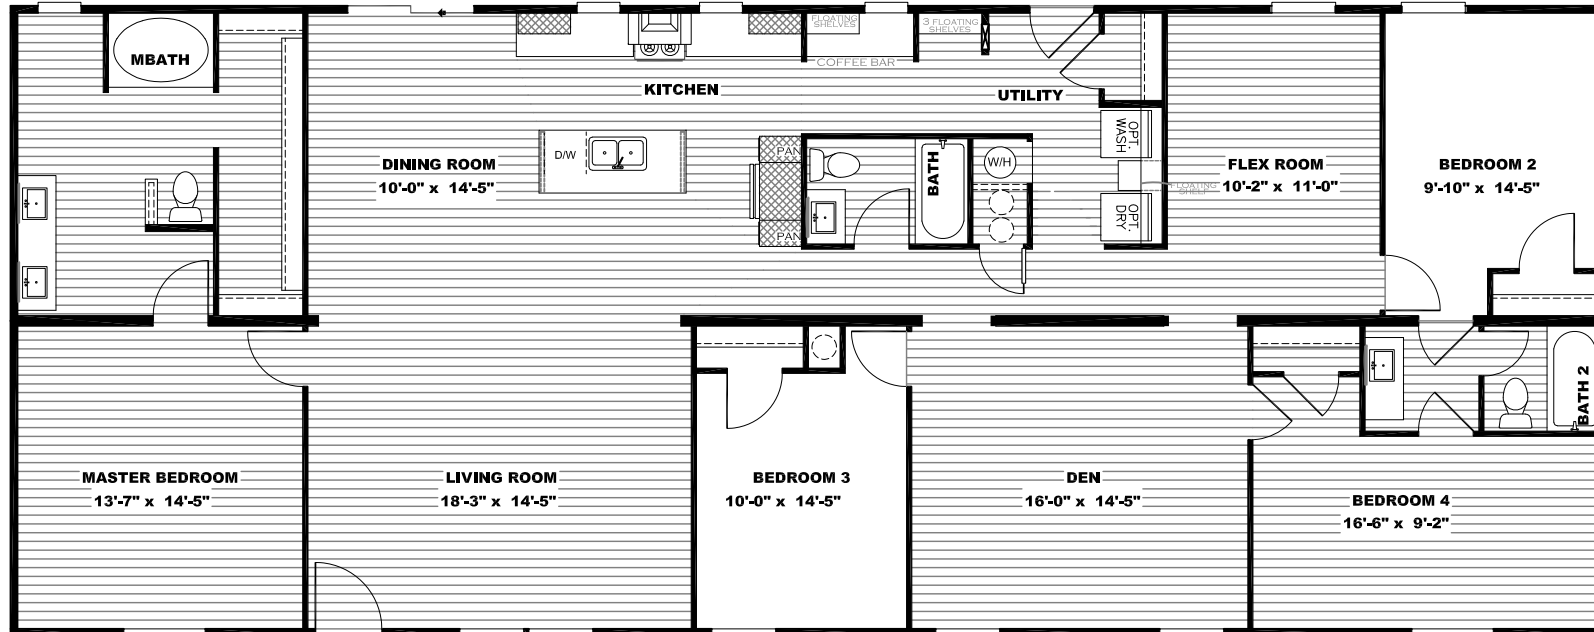 FLOATING
SHELVES
3 FLOATING
SHELVES
MBATH
COFFEE BAR
KITCHEN
UTILITY
OPT.
WASH
D/W
PAN
BATH
W/H
DINING ROOM
10'-0" x 14'-5"
FLEX ROOM
10'-2" x 11'-0"
BEDROOM 2
9'-10" x 14'-5"
FLOATING
SHELF
OPT.
DRY
PAN
BATH 2
MASTER BEDROOM
13'-7" x 14'-5"
LIVING ROOM
18'-3" x 14'-5"
BEDROOM 3
10'-0" x 14'-5"
DEN
16'-0" x 14'-5"
BEDROOM 4
16'-6" x 9'-2"